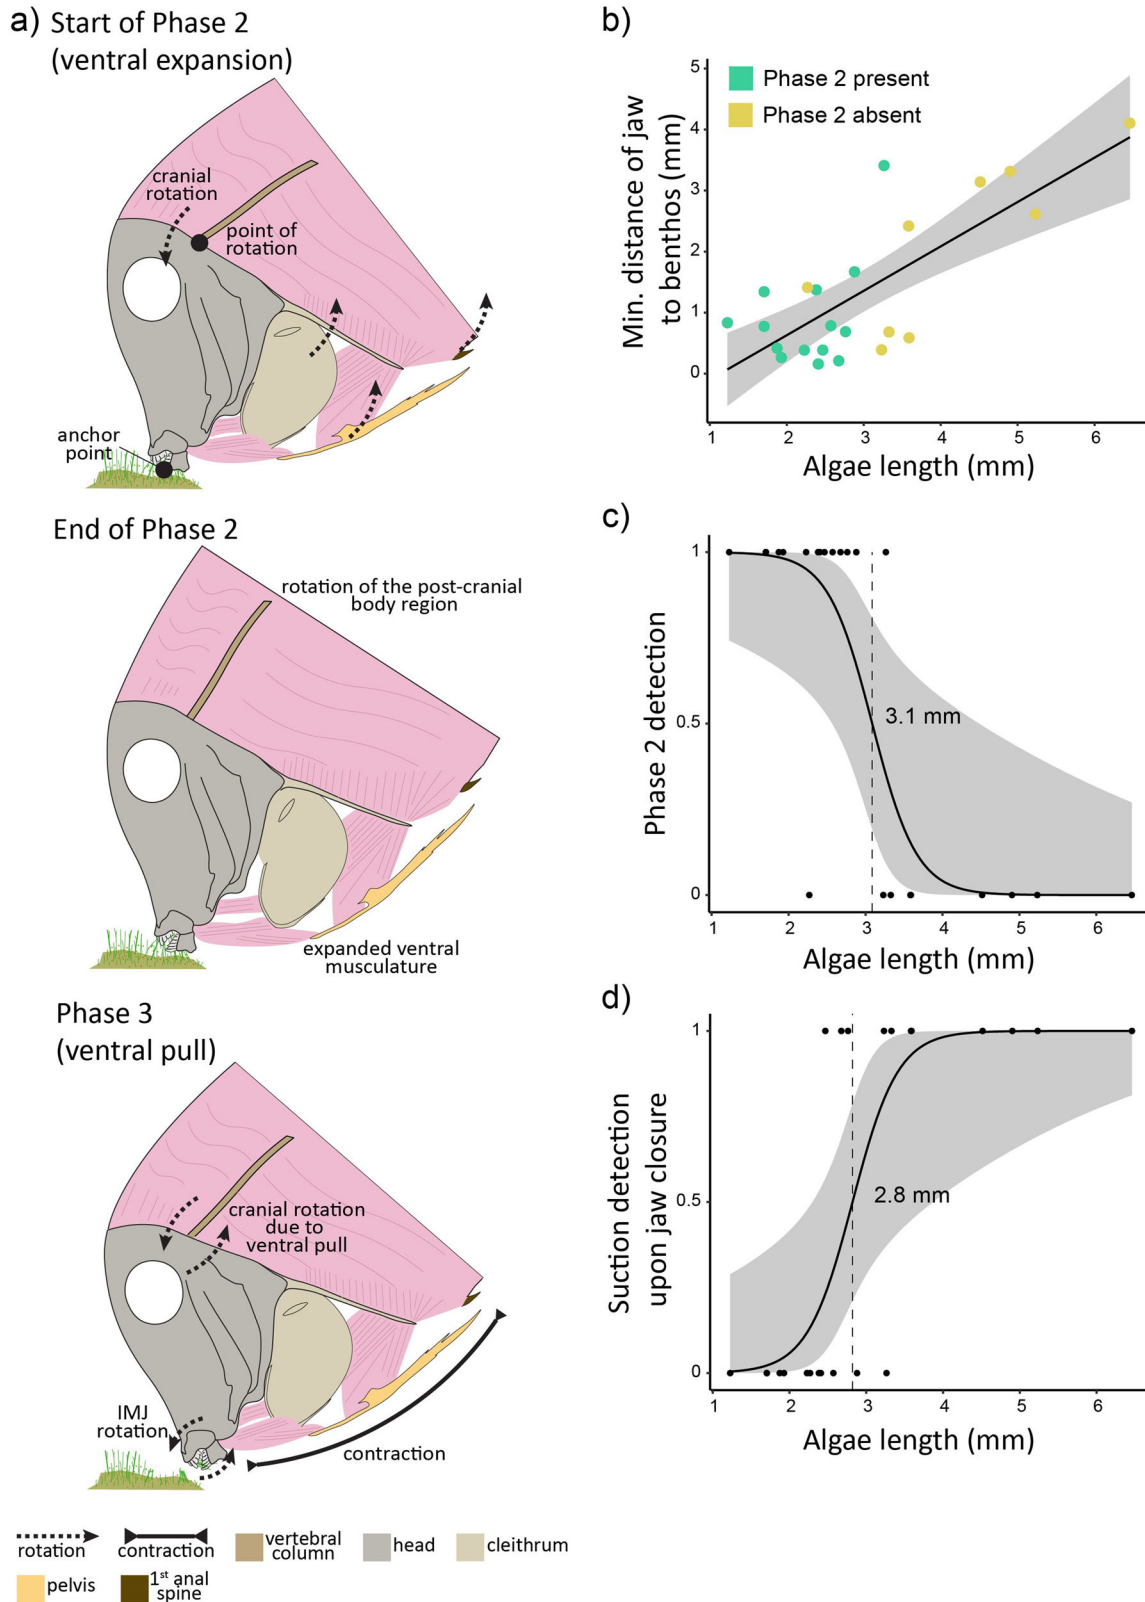 a) Start of Phase 2
(ventral expansion)
cranial
rotation
point of
rotation
anchor
point
End of Phase 2
rotation of the post-cranial
body region
expanded ventral
musculature
Phase 3
(ventral pull)
cranial rotation
due to
ventral pull
IMJ
rotation
contraction
rotation
contraction
vertebral
column
head
cleithrum
pelvis
1st anal
spine
b)
Phase 2 present
Phase 2 absent
Min. distance of jaw
to benthos (mm)
5
4
3
2
1
0
1 2 3 4 5 6
Algae length (mm)
c)
Phase 2 detection
1
0.5
0
3.1 mm
1 2 3 4 5 6
Algae length (mm)
d)
Suction detection
upon jaw closure
1
0.5
0
2.8 mm
1 2 3 4 5 6
Algae length (mm)